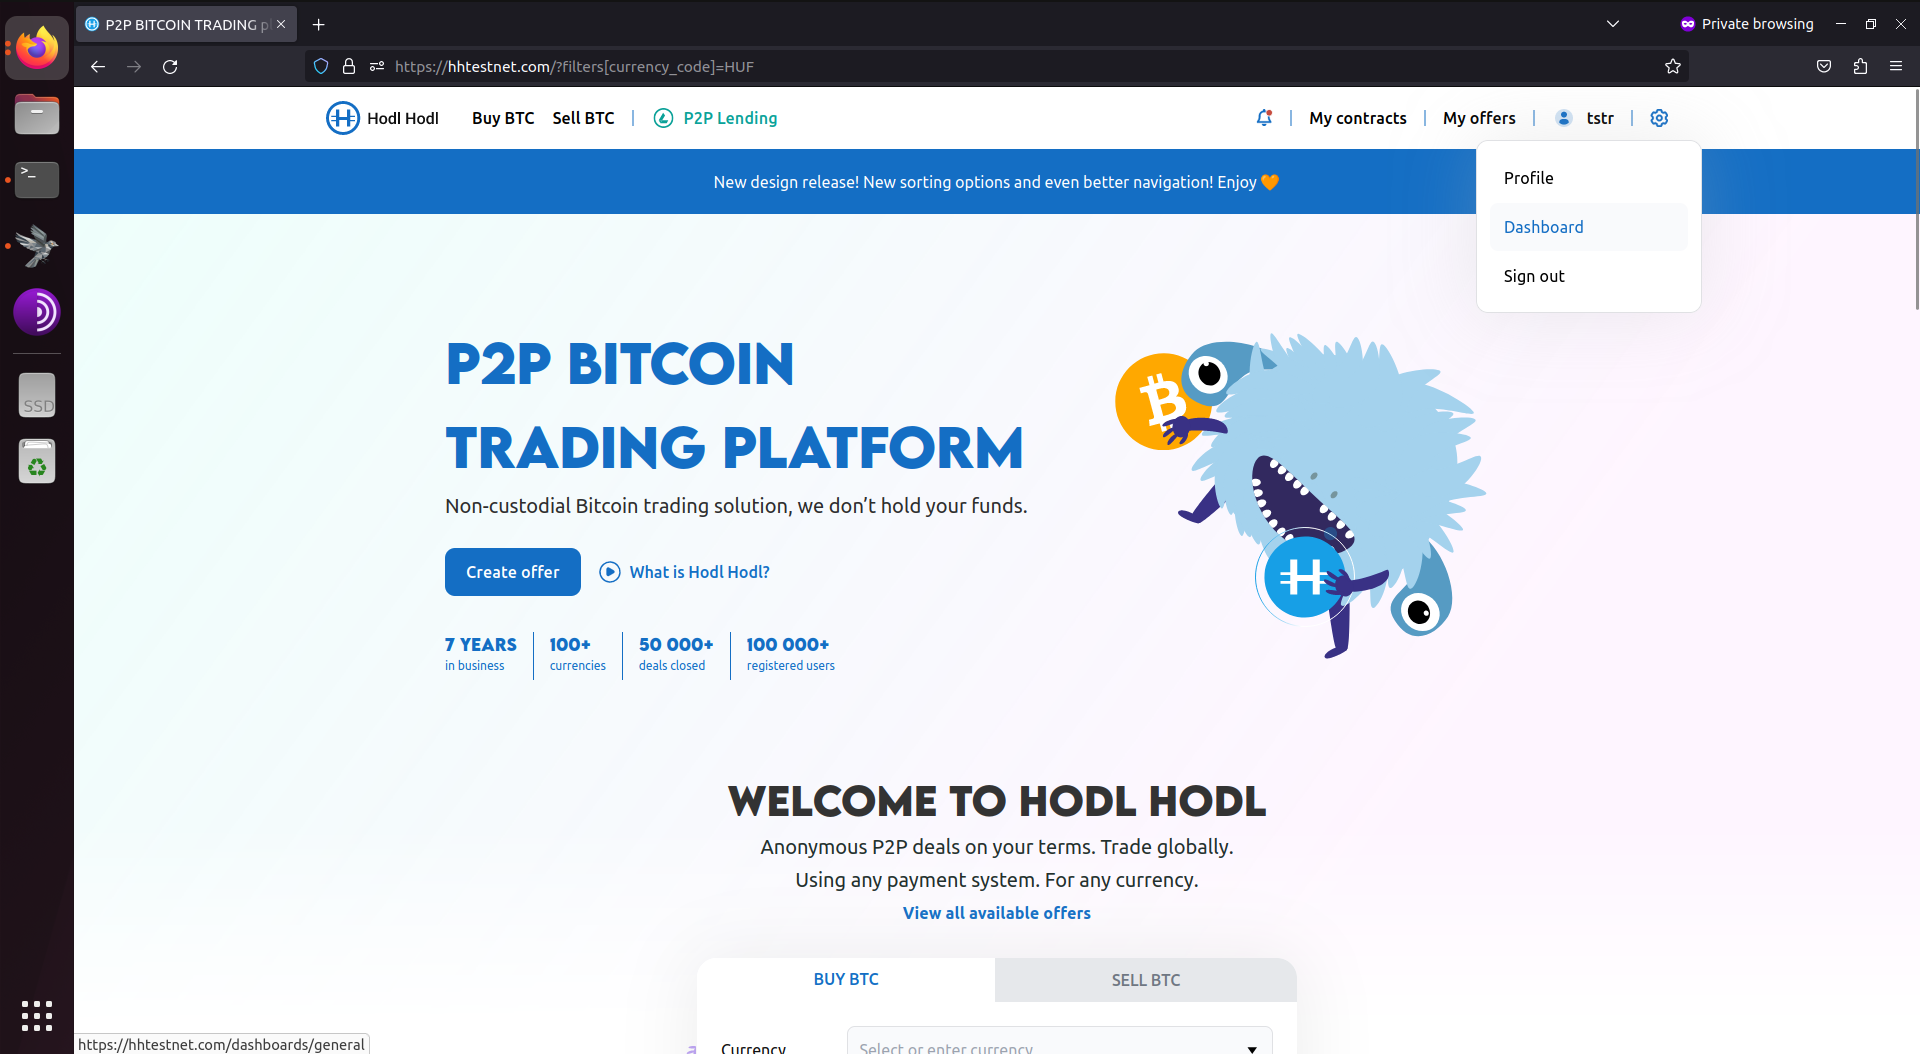 P2P BITCOIN TRADING p
Private browsing
https://hhtestnet.com/?filters[currency_code]=HUF
Hodl Hodl
Buy BTC
Sell BTC
P2P Lending
My contracts
My offers
tstr
New design release! New sorting options and even better navigation! Enjoy 🧡
Profile
Dashboard
Sign out
P2P BITCOIN
TRADING PLATFORM
Non-custodial Bitcoin trading solution, we don’t hold your funds.
Create offer
What is Hodl Hodl?
7 YEARS
in business
100+
currencies
50 000+
deals closed
100 000+
registered users
WELCOME TO HODL HODL
Anonymous P2P deals on your terms. Trade globally.
Using any payment system. For any currency.
View all available offers
BUY BTC
SELL BTC
Currency
Select or enter currency
SSD
https://hhtestnet.com/dashboards/general